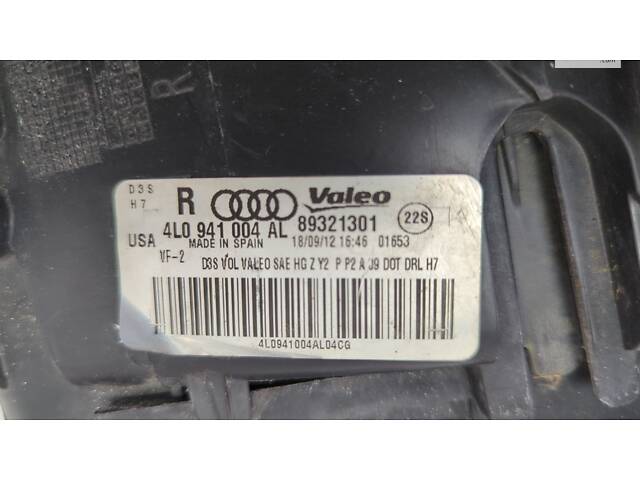 .com
R
D3S
H7
R Valeo
4L0 941 004 AL 89321301 22S
USA MADE IN SPAIN 18/09/12 16:46 01653
VF-2 D3S VOL VALEO SAE HG Z Y2 P P2 A 09 DOT DRL H7
4L0941004AL04CG